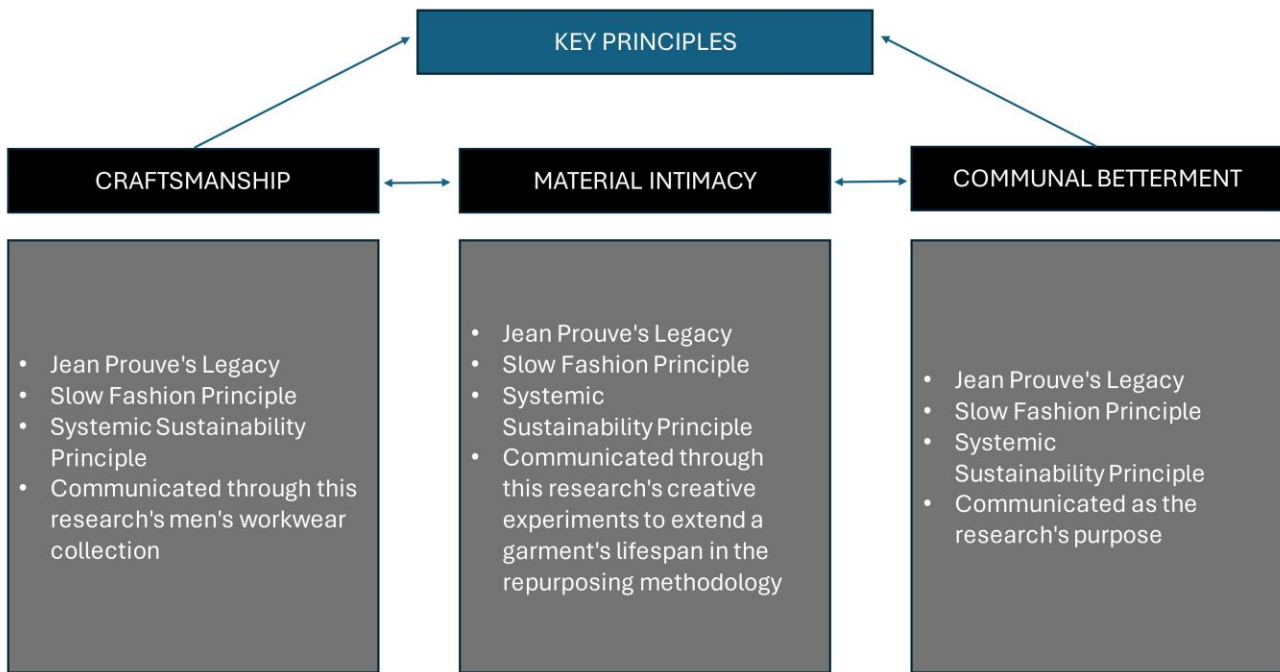 KEY PRINCIPLES
CRAFTSMANSHIP
MATERIAL INTIMACY
COMMUNAL BETTERMENT
• Jean Prouve's Legacy
• Slow Fashion Principle
• Systemic Sustainability
Principle
• Communicated through this
research's men's workwear
collection
• Jean Prouve's Legacy
• Slow Fashion Principle
• Systemic
Sustainability Principle
• Communicated through
this research's creative
experiments to extend a
garment's lifespan in the
repurposing methodology
• Jean Prouve's Legacy
• Slow Fashion Principle
• Systemic
Sustainability Principle
• Communicated as the
research's purpose